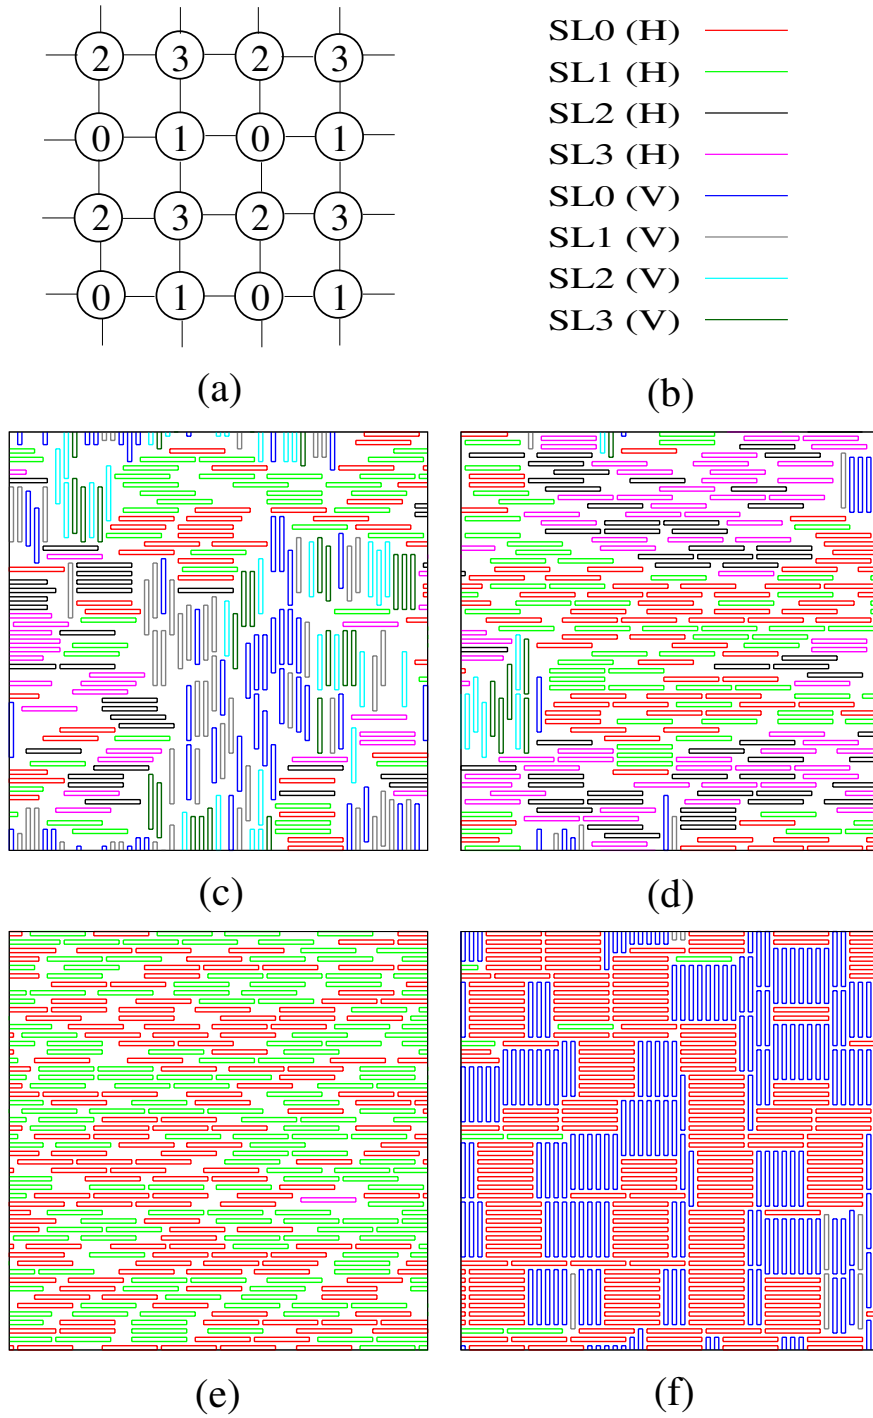 2 3 2 3
0 1 0 1
2 3 2 3
0 1 0 1
(a)
SL0 (H)
SL1 (H)
SL2 (H)
SL3 (H)
SL0 (V)
SL1 (V)
SL2 (V)
SL3 (V)
(b)
(c)
(d)
(e)
(f)